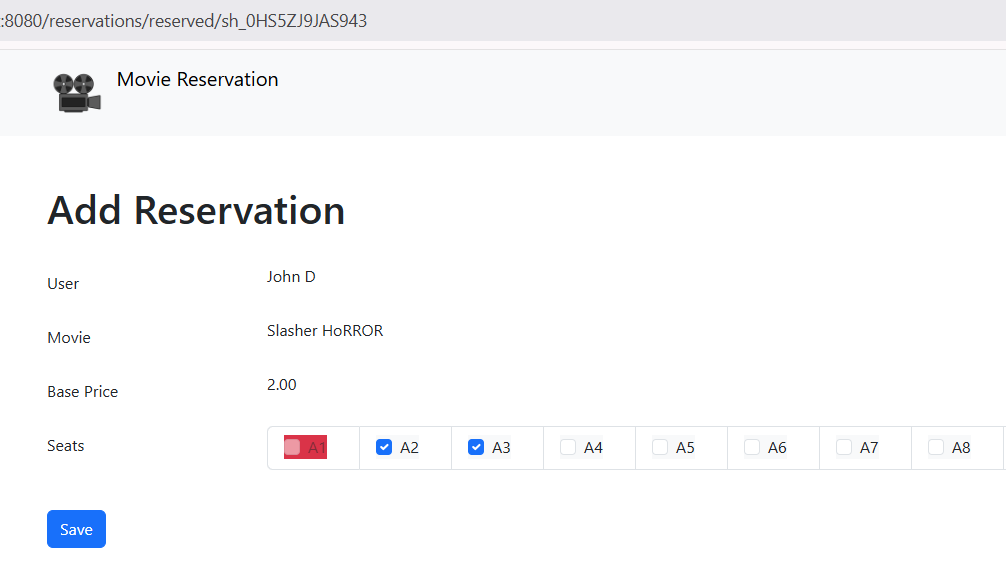 :8080/reservations/reserved/sh_0HS5ZJ9JAS943
Movie Reservation
Add Reservation
User John D
Movie Slasher HoRROR
Base Price 2.00
Seats A1 A2 A3 A4 A5 A6 A7 A8
Save